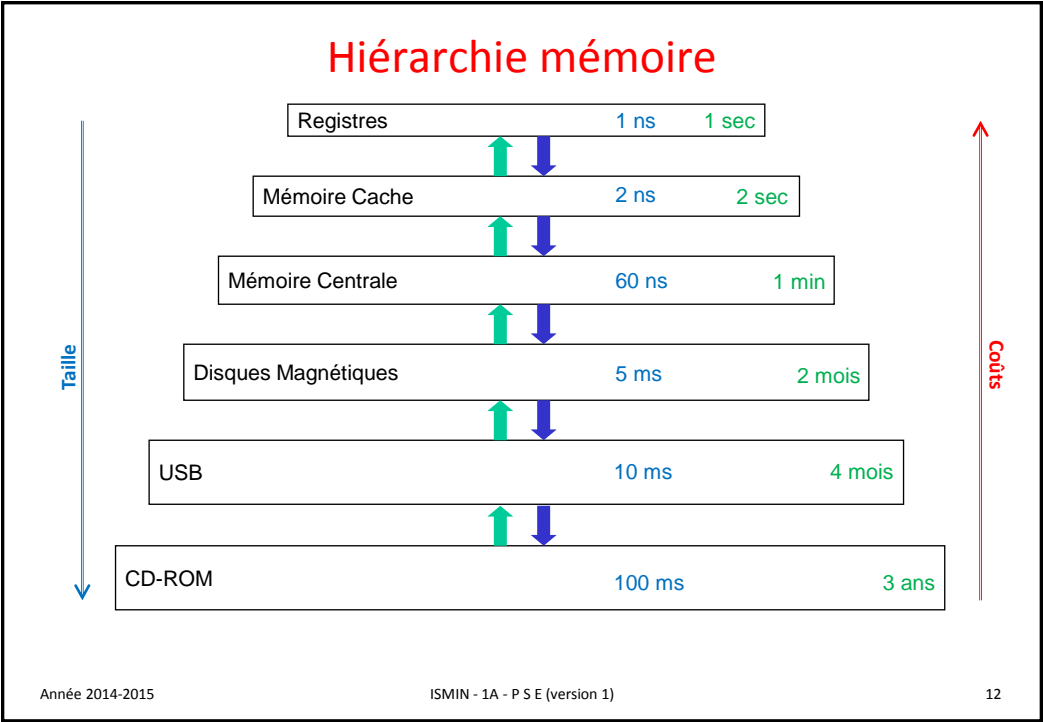 Hiérarchie mémoire
Registres 1 ns 1 sec
Mémoire Cache 2 ns 2 sec
Mémoire Centrale 60 ns 1 min
Disques Magnétiques 5 ms 2 mois
USB 10 ms 4 mois
CD-ROM 100 ms 3 ans
Taille
Coûts
Année 2014-2015 ISMIN - 1A - P S E (version 1) 12